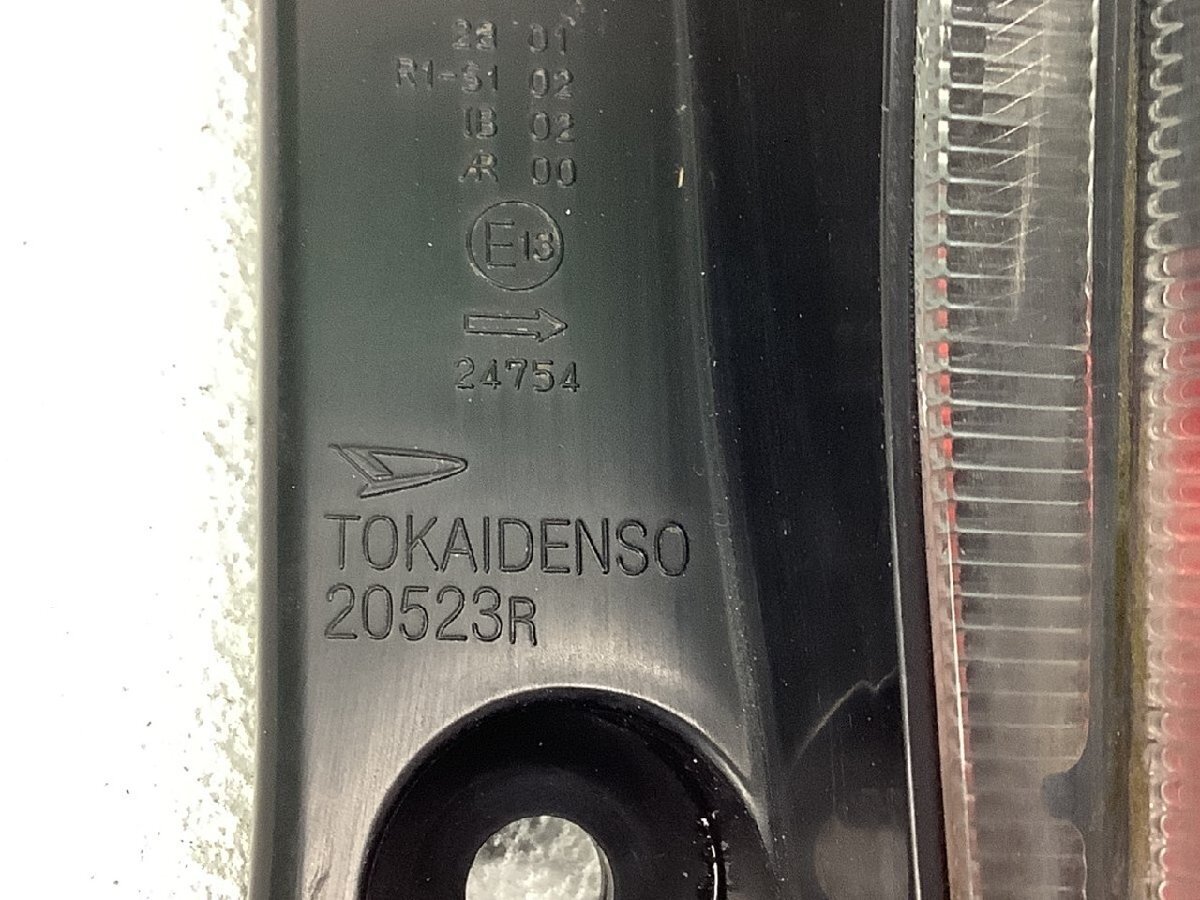 23 01
R1-S1 02
IB 02
AR 00
E13
24754
TOKAIDENSO
20523R